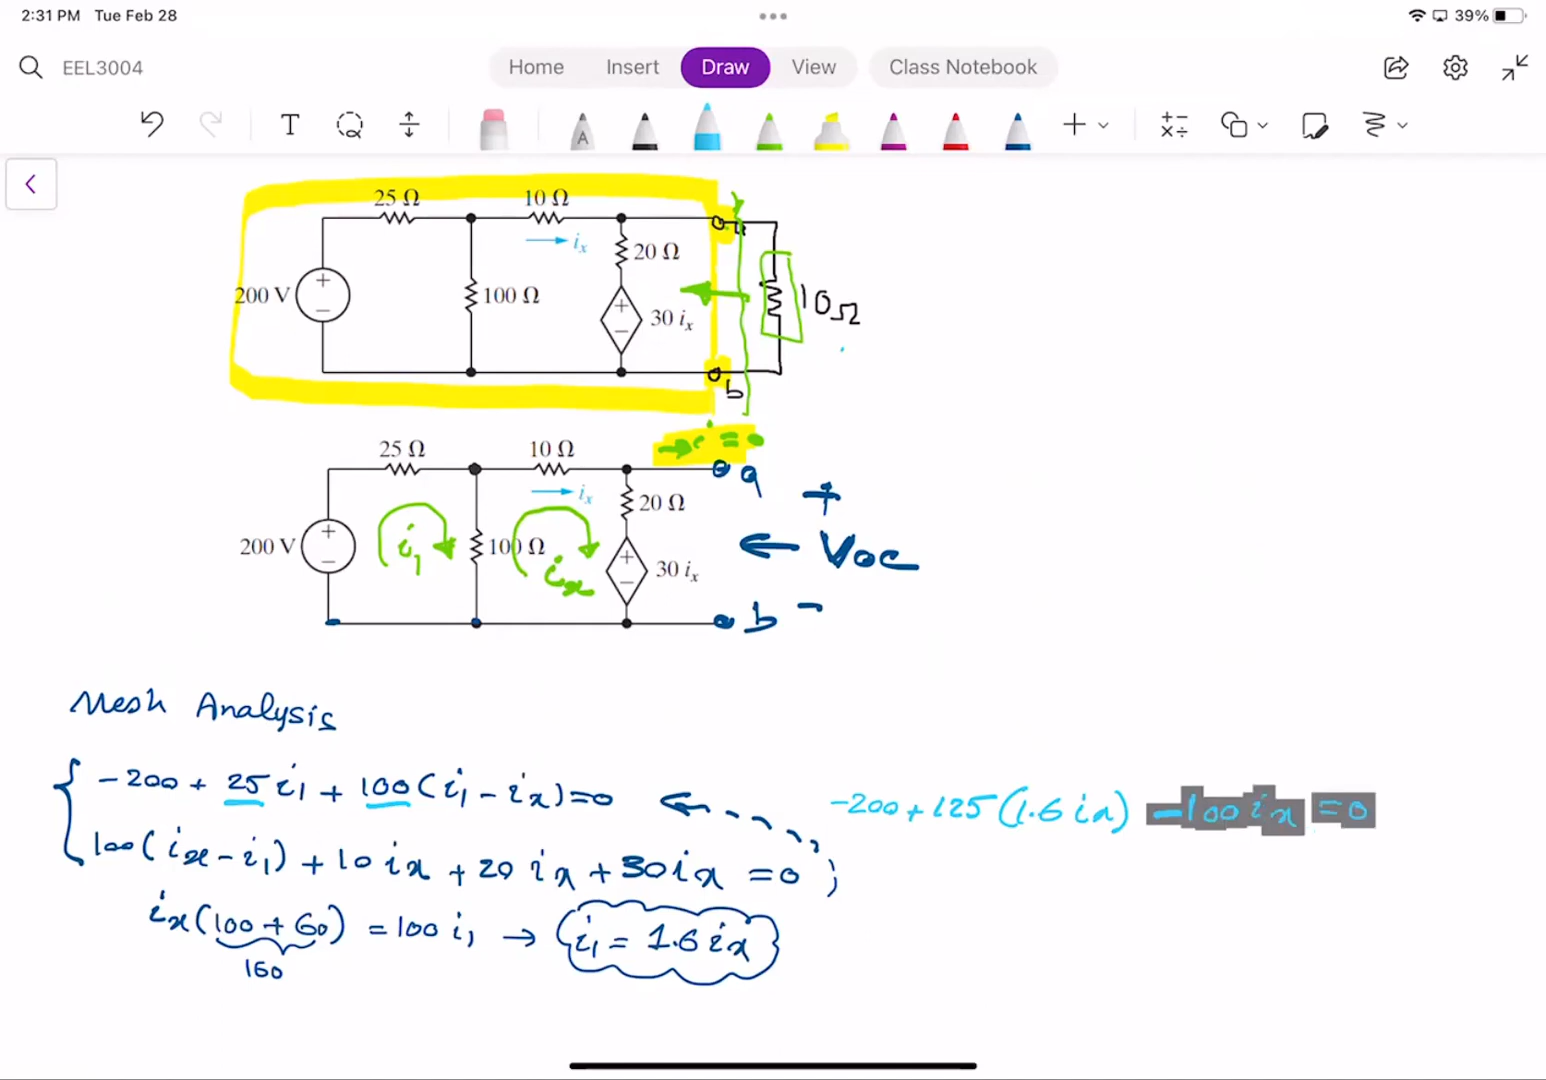 2:31 PM Tue Feb 28
39%
EEL3004
Home Insert Draw View Class Notebook
T A
25 Ω 10 Ω
a
iₓ
20 Ω
200 V + − 100 Ω + − 30 iₓ 10Ω
b
→ i = 0
25 Ω 10 Ω
a
iₓ
20 Ω +
200 V + − i₁ 100 Ω iₓ + − 30 iₓ ← Voc
b −
Mesh Analysis
-200 + 25 i₁ + 100(i₁ - iₓ)=0
-200 + 125 (1.6 iₓ) -100 iₓ = 0
100(iₓ - i₁) + 10 iₓ + 20 iₓ + 30 iₓ = 0
iₓ(100 + 60) = 100 i₁ → i₁ = 1.6 iₓ
160